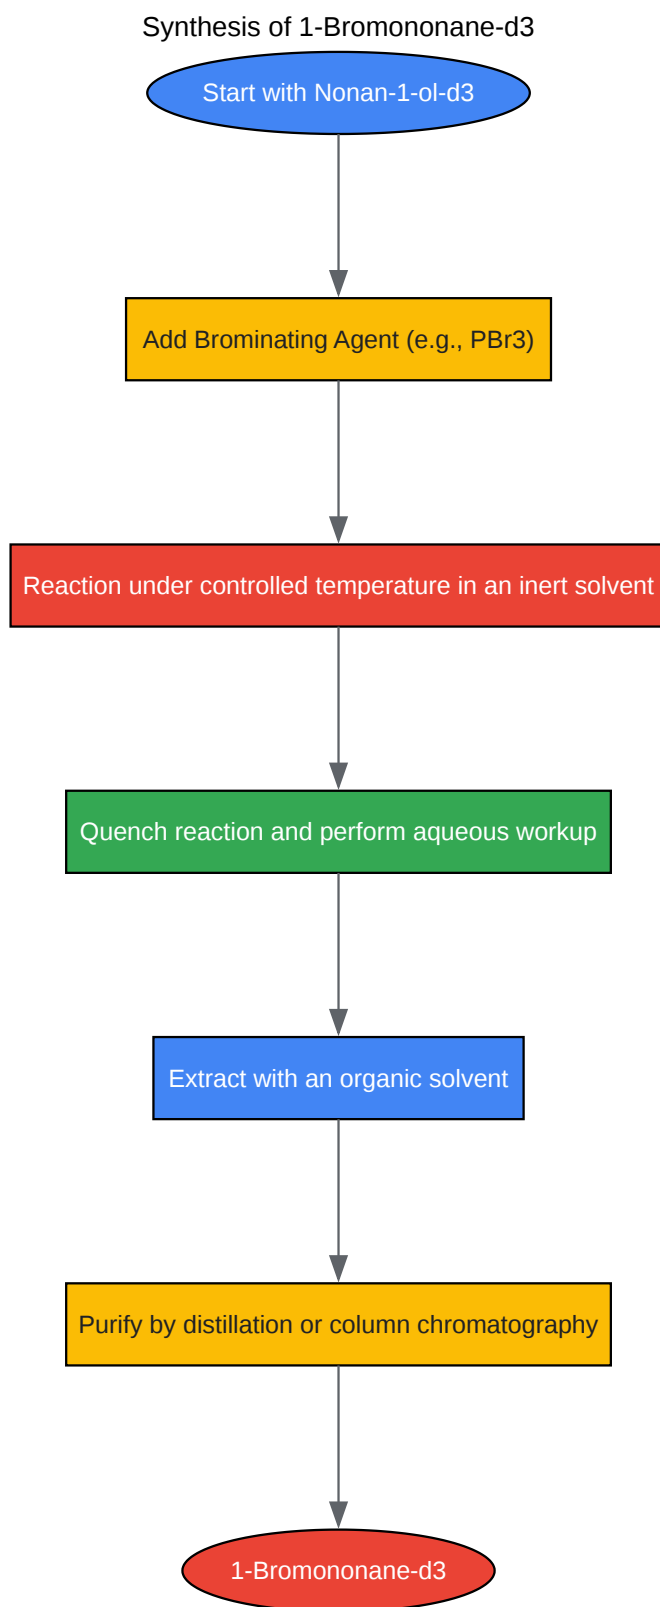 Synthesis of 1-Bromononane-d3
Start with Nonan-1-ol-d3
Add Brominating Agent (e.g., PBr3)
Reaction under controlled temperature in an inert solvent
Quench reaction and perform aqueous workup
Extract with an organic solvent
Purify by distillation or column chromatography
1-Bromononane-d3